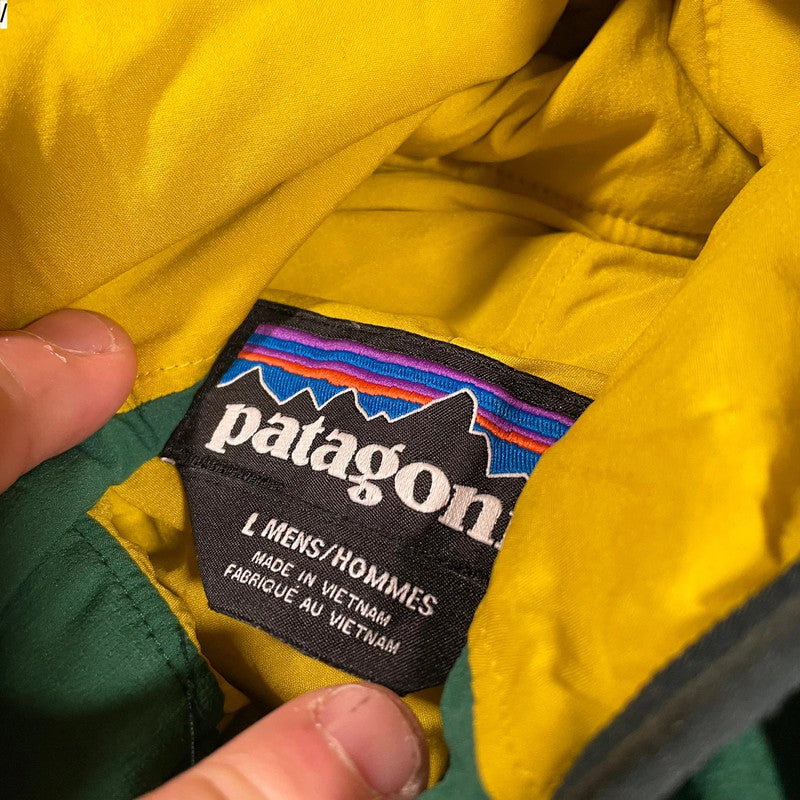 /
patagoni
L MENS/HOMMES
MADE IN VIETNAM
FABRIQUÉ AU VIETNAM